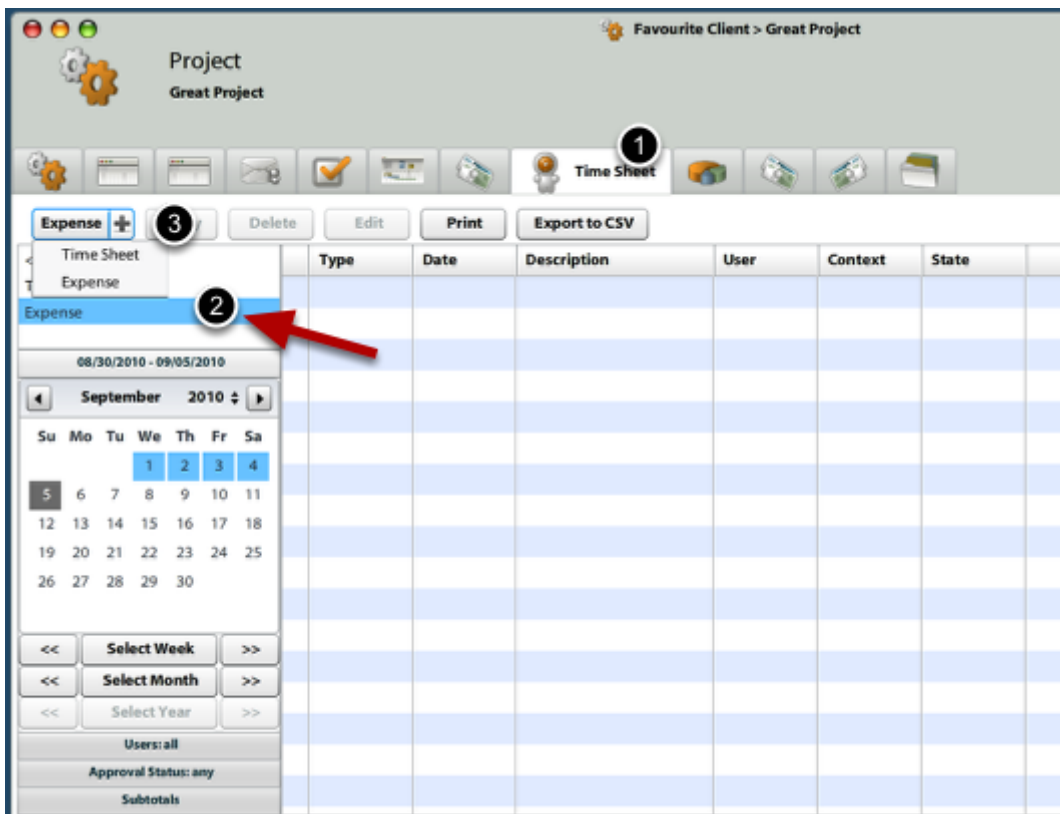 Favourite Client > Great Project
Project
Great Project
1
Time Sheet
Expense + 3 Delete Edit Print Export to CSV
Time Sheet
Expense
Type Date Description User Context State
Expense 2
08/30/2010 - 09/05/2010
September 2010
Su Mo Tu We Th Fr Sa
1 2 3 4
5 6 7 8 9 10 11
12 13 14 15 16 17 18
19 20 21 22 23 24 25
26 27 28 29 30
<< Select Week >>
<< Select Month >>
<< Select Year >>
Users: all
Approval Status: any
Subtotals